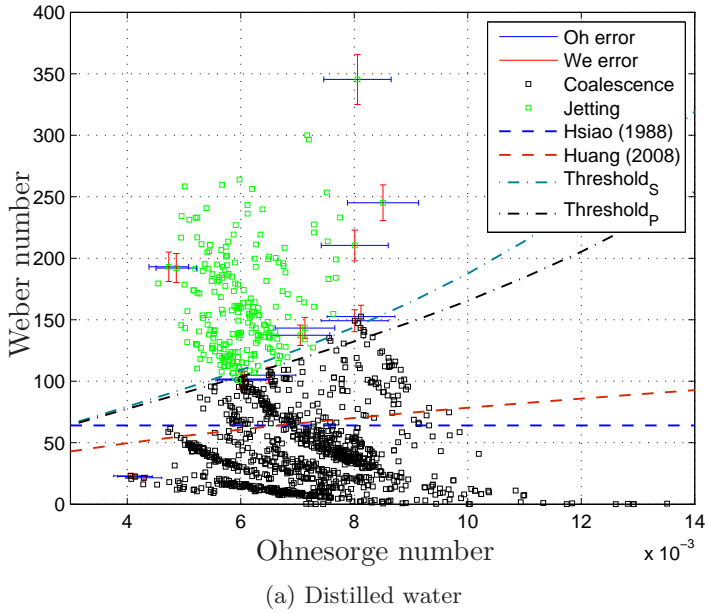 400
350
300
250
200
150
100
50
0
Weber number
Oh error
We error
Coalescence
Jetting
Hsiao (1988)
Huang (2008)
Threshold_S
Threshold_P
4 6 8 10 12 14
Ohnesorge number
x 10^-3
(a) Distilled water